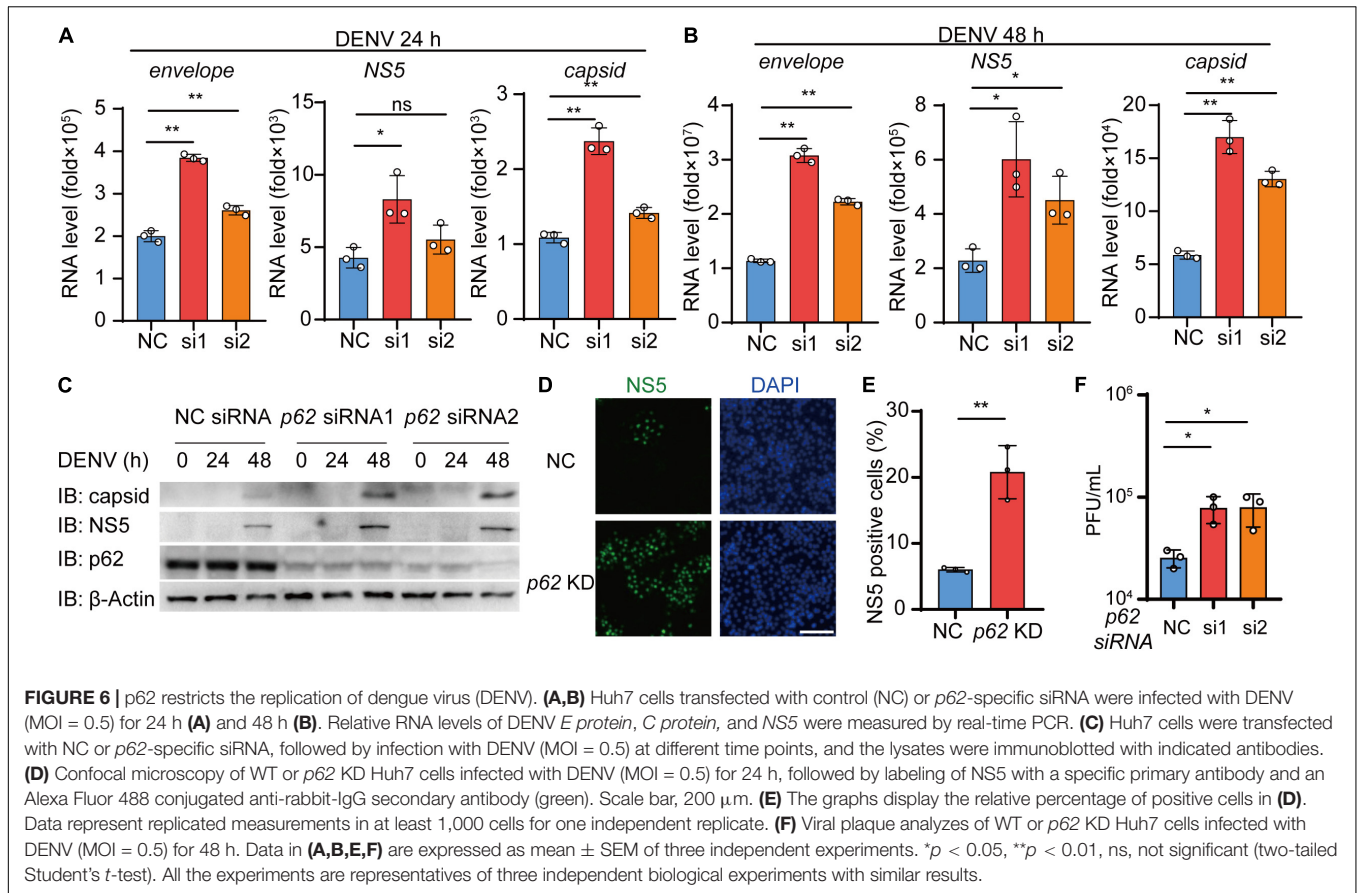 A
DENV 24 h
envelope
NS5
capsid
RNA level (fold×10⁵)
5
4
3
2
1
0
**
**
NC si1 si2
RNA level (fold×10³)
15
10
5
0
ns
*
NC si1 si2
RNA level (fold×10³)
3
2
1
0
**
**
NC si1 si2
B
DENV 48 h
envelope
NS5
capsid
RNA level (fold×10⁷)
4
3
2
1
0
**
**
NC si1 si2
RNA level (fold×10⁵)
8
6
4
2
0
*
*
NC si1 si2
RNA level (fold×10⁴)
20
15
10
5
0
**
**
NC si1 si2
C
NC siRNA p62 siRNA1 p62 siRNA2
DENV (h) 0 24 48 0 24 48 0 24 48
IB: capsid
IB: NS5
IB: p62
IB: β-Actin
D
NS5 DAPI
NC
p62 KD
E
NS5 positive cells (%)
30
20
10
0
**
NC p62 KD
F
PFU/mL
10⁶
10⁵
10⁴
*
*
p62
siRNA
NC si1 si2
FIGURE 6 | p62 restricts the replication of dengue virus (DENV). (A,B) Huh7 cells transfected with control (NC) or p62-specific siRNA were infected with DENV
(MOI = 0.5) for 24 h (A) and 48 h (B). Relative RNA levels of DENV E protein, C protein, and NS5 were measured by real-time PCR. (C) Huh7 cells were transfected
with NC or p62-specific siRNA, followed by infection with DENV (MOI = 0.5) at different time points, and the lysates were immunoblotted with indicated antibodies.
(D) Confocal microscopy of WT or p62 KD Huh7 cells infected with DENV (MOI = 0.5) for 24 h, followed by labeling of NS5 with a specific primary antibody and an
Alexa Fluor 488 conjugated anti-rabbit-IgG secondary antibody (green). Scale bar, 200 μm. (E) The graphs display the relative percentage of positive cells in (D).
Data represent replicated measurements in at least 1,000 cells for one independent replicate. (F) Viral plaque analyzes of WT or p62 KD Huh7 cells infected with
DENV (MOI = 0.5) for 48 h. Data in (A,B,E,F) are expressed as mean ± SEM of three independent experiments. *p < 0.05, **p < 0.01, ns, not significant (two-tailed
Student's t-test). All the experiments are representatives of three independent biological experiments with similar results.